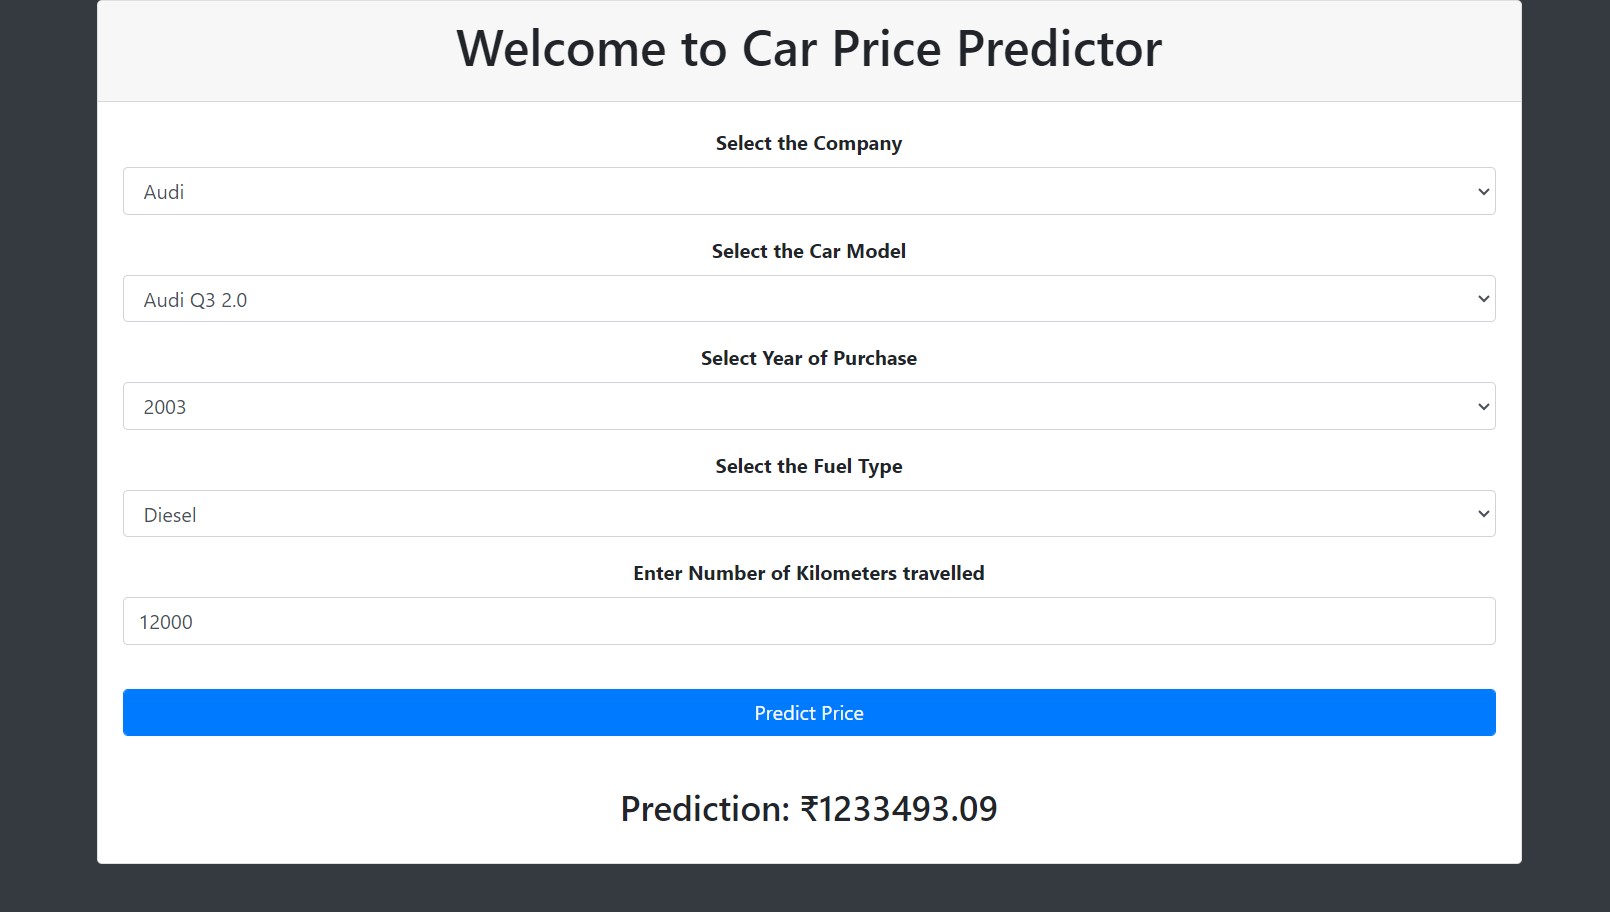 Welcome to Car Price Predictor
Select the Company
Audi
Select the Car Model
Audi Q3 2.0
Select Year of Purchase
2003
Select the Fuel Type
Diesel
Enter Number of Kilometers travelled
12000
Predict Price
Prediction: ₹1233493.09